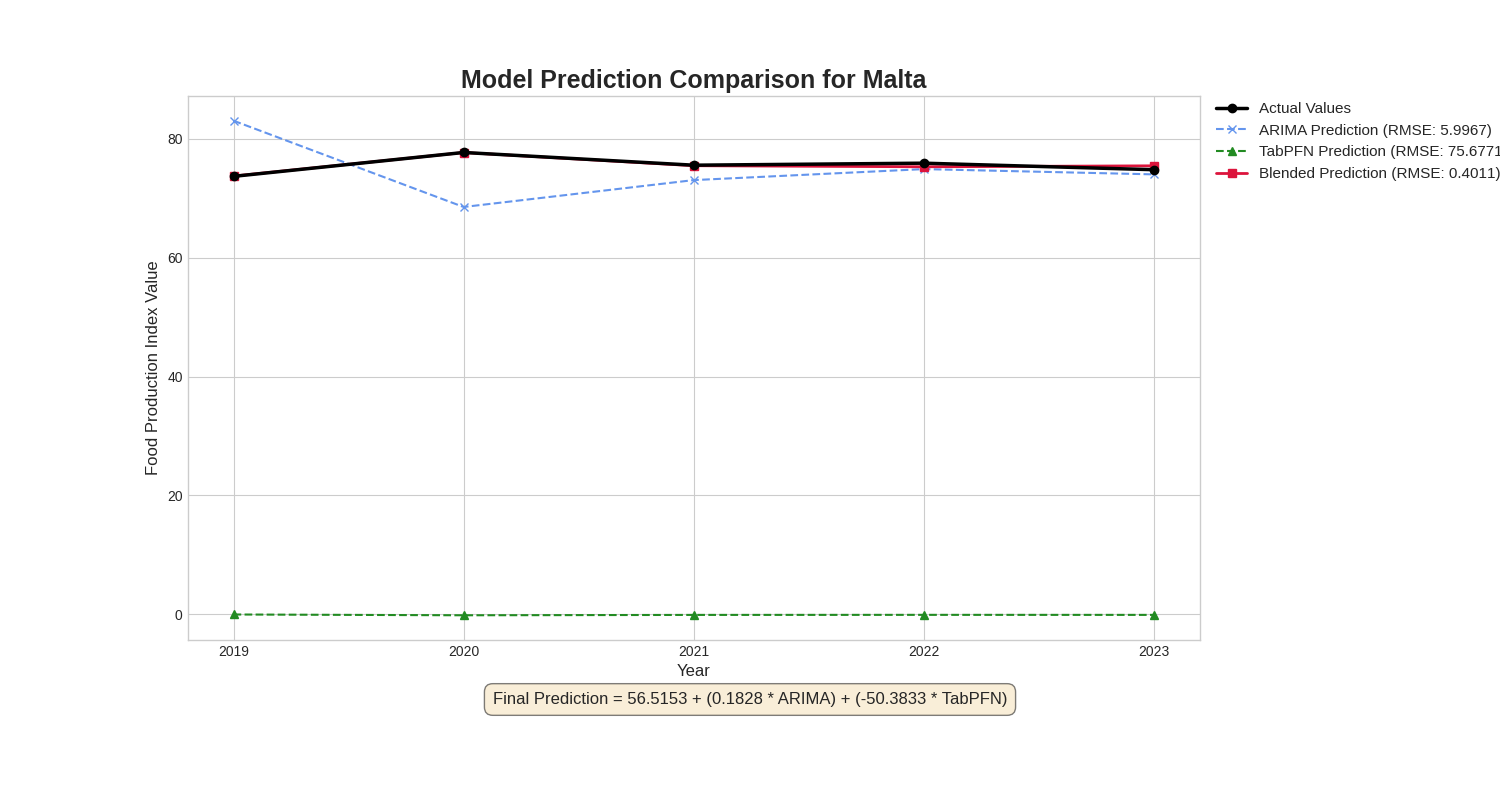 Model Prediction Comparison for Malta
Actual Values
ARIMA Prediction (RMSE: 5.9967)
TabPFN Prediction (RMSE: 75.6771
Blended Prediction (RMSE: 0.4011)
Food Production Index Value
80
60
40
20
0
2019 2020 2021 2022 2023
Year
Final Prediction = 56.5153 + (0.1828 * ARIMA) + (-50.3833 * TabPFN)